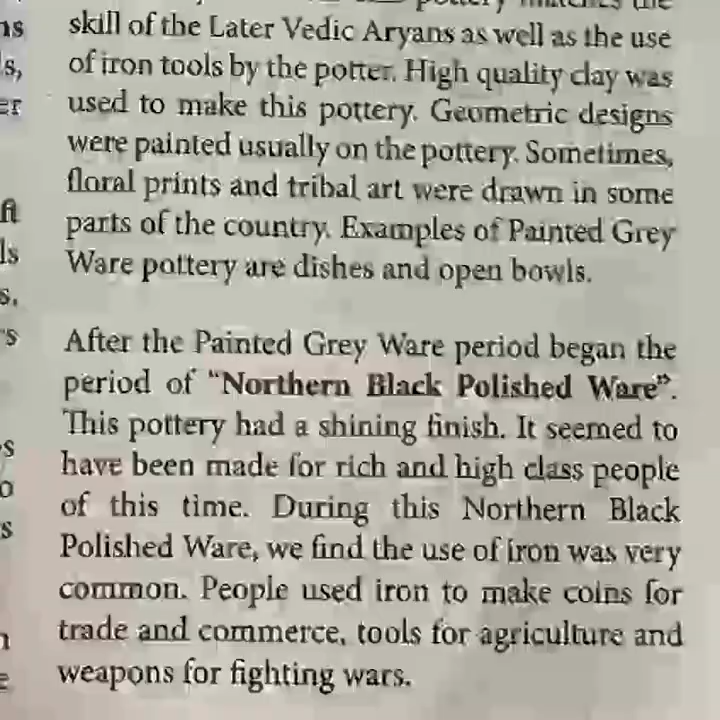 pottery matches the
skill of the Later Vedic Aryans as well as the use
of iron tools by the potter. High quality clay was
used to make this pottery. Geometric designs
were painted usually on the pottery. Sometimes,
floral prints and tribal art were drawn in some
parts of the country. Examples of Painted Grey
Ware pottery are dishes and open bowls.
After the Painted Grey Ware period began the
period of “Northern Black Polished Ware”.
This pottery had a shining finish. It seemed to
have been made for rich and high class people
of this time. During this Northern Black
Polished Ware, we find the use of iron was very
common. People used iron to make coins for
trade and commerce, tools for agriculture and
weapons for fighting wars.